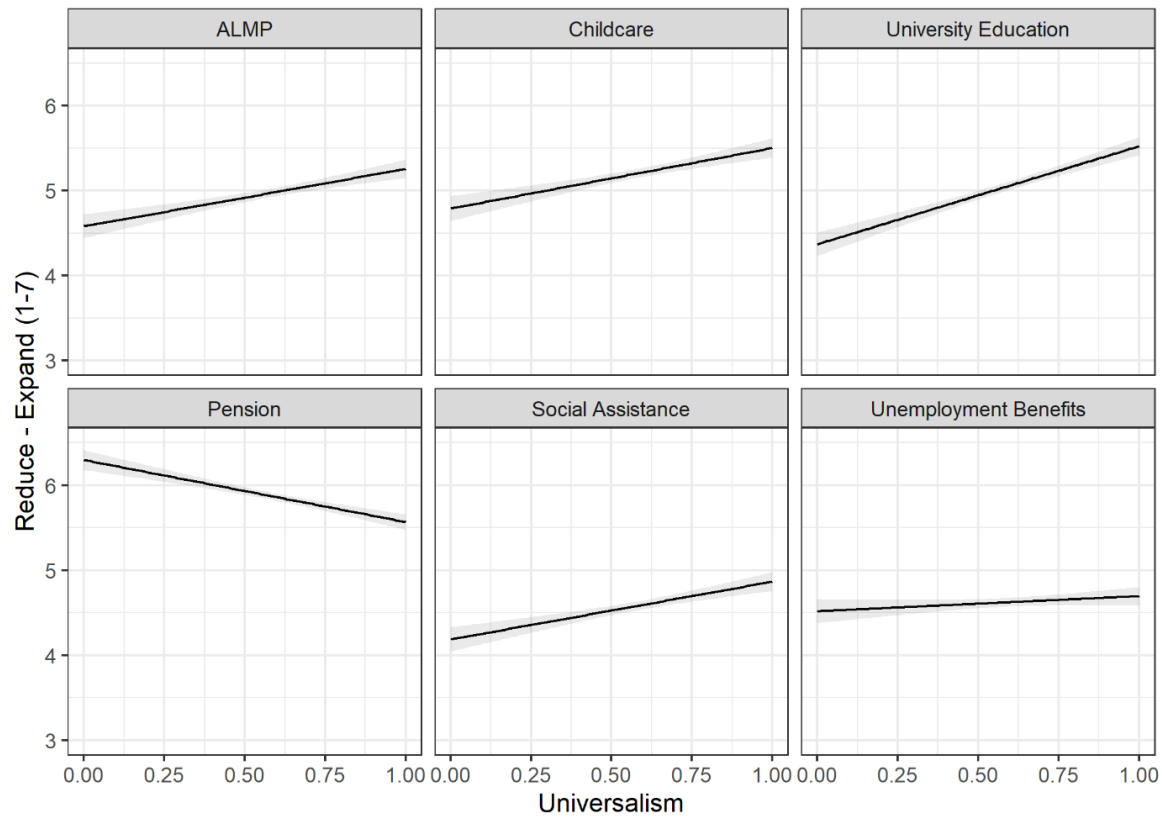 ALMP
Childcare
University Education
6
5
4
3
Pension
Social Assistance
Unemployment Benefits
6
5
4
3
0.00 0.25 0.50 0.75 1.00 0.00 0.25 0.50 0.75 1.00 0.00 0.25 0.50 0.75 1.00
Universalism
Reduce - Expand (1-7)